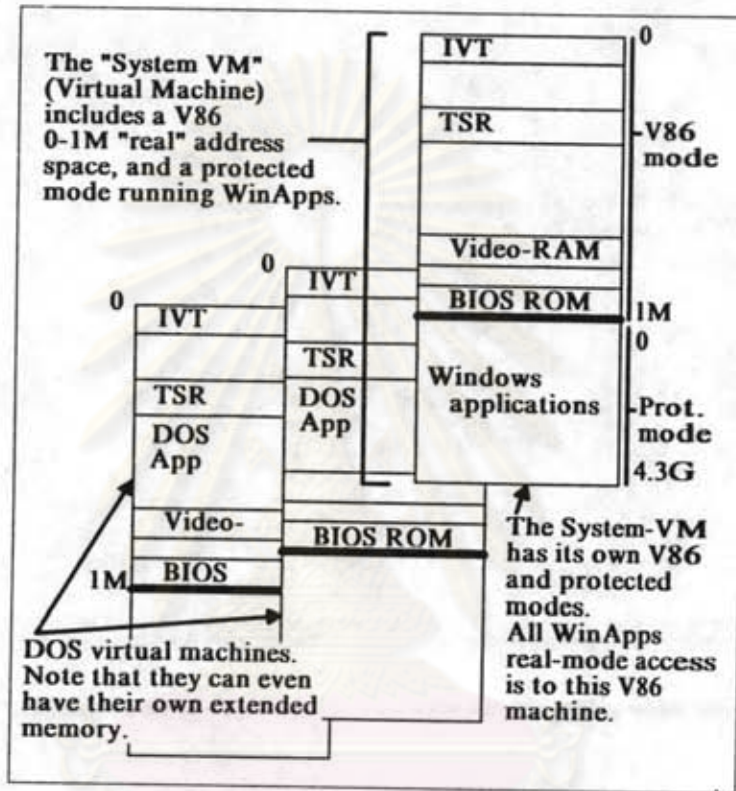 The "System VM"
(Virtual Machine)
includes a V86
0-1M "real" address
space, and a protected
mode running WinApps.
0
IVT
TSR
V86
mode
Video-RAM
BIOS ROM
1M
0
Windows
applications
Prot.
mode
4.3G
0
IVT
TSR
DOS
App
BIOS ROM
0
IVT
TSR
DOS
App
Video-
BIOS
1M
The System-VM
has its own V86
and protected
modes.
All WinApps
real-mode access
is to this V86
machine.
DOS virtual machines.
Note that they can even
have their own extended
memory.